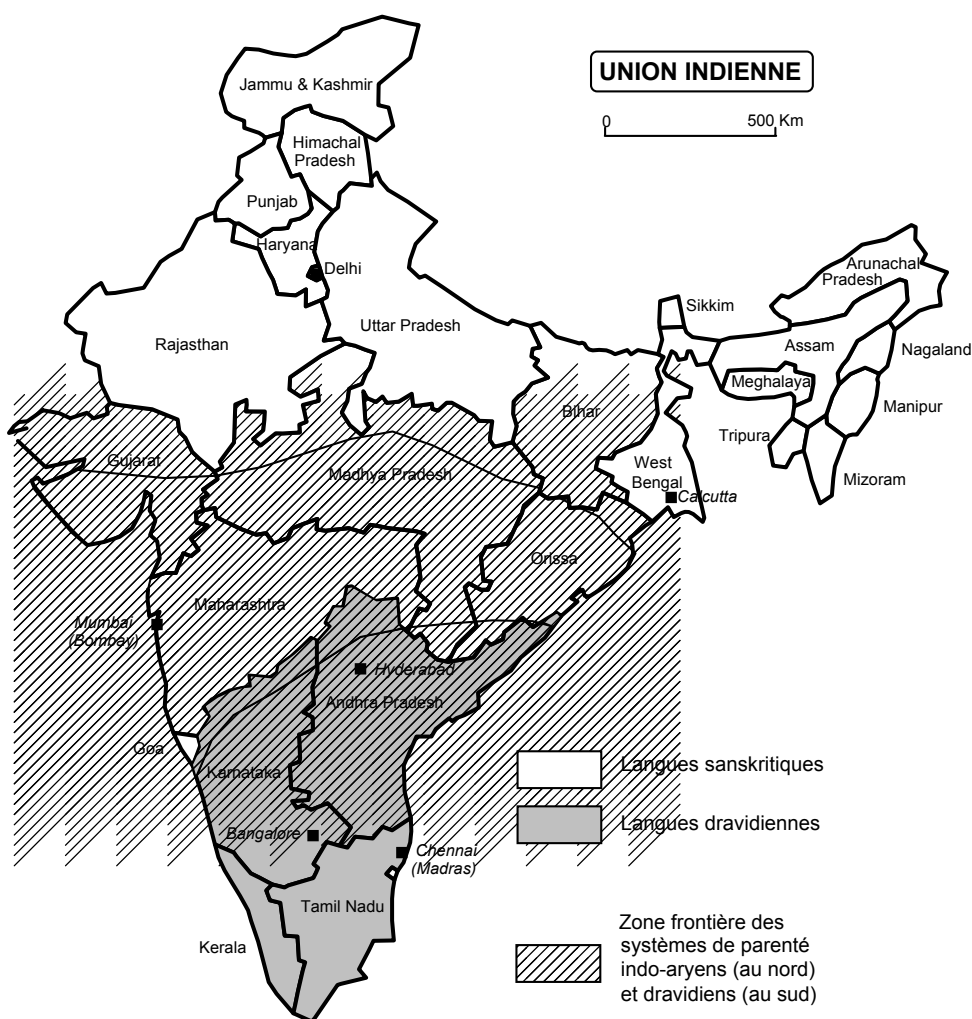 UNION INDIENNE
0 500 Km
Jammu & Kashmir
Himachal
Pradesh
Punjab
Haryana
Delhi
Arunachal
Pradesh
Sikkim
Uttar Pradesh
Rajasthan
Assam
Nagaland
Meghalaya
Bihar
Manipur
Tripura
Gujarat
West
Bengal
Madhya Pradesh
Mizoram
Calcutta
Orissa
Maharashtra
Mumbai
(Bombay)
Hyderabad
Andhra Pradesh
Goa
Langues sanskritiques
Karnataka
Langues dravidiennes
Bangalore
Chennai
(Madras)
Tamil Nadu
Kerala
Zone frontière des
systèmes de parenté
indo-aryens (au nord)
et dravidiens (au sud)